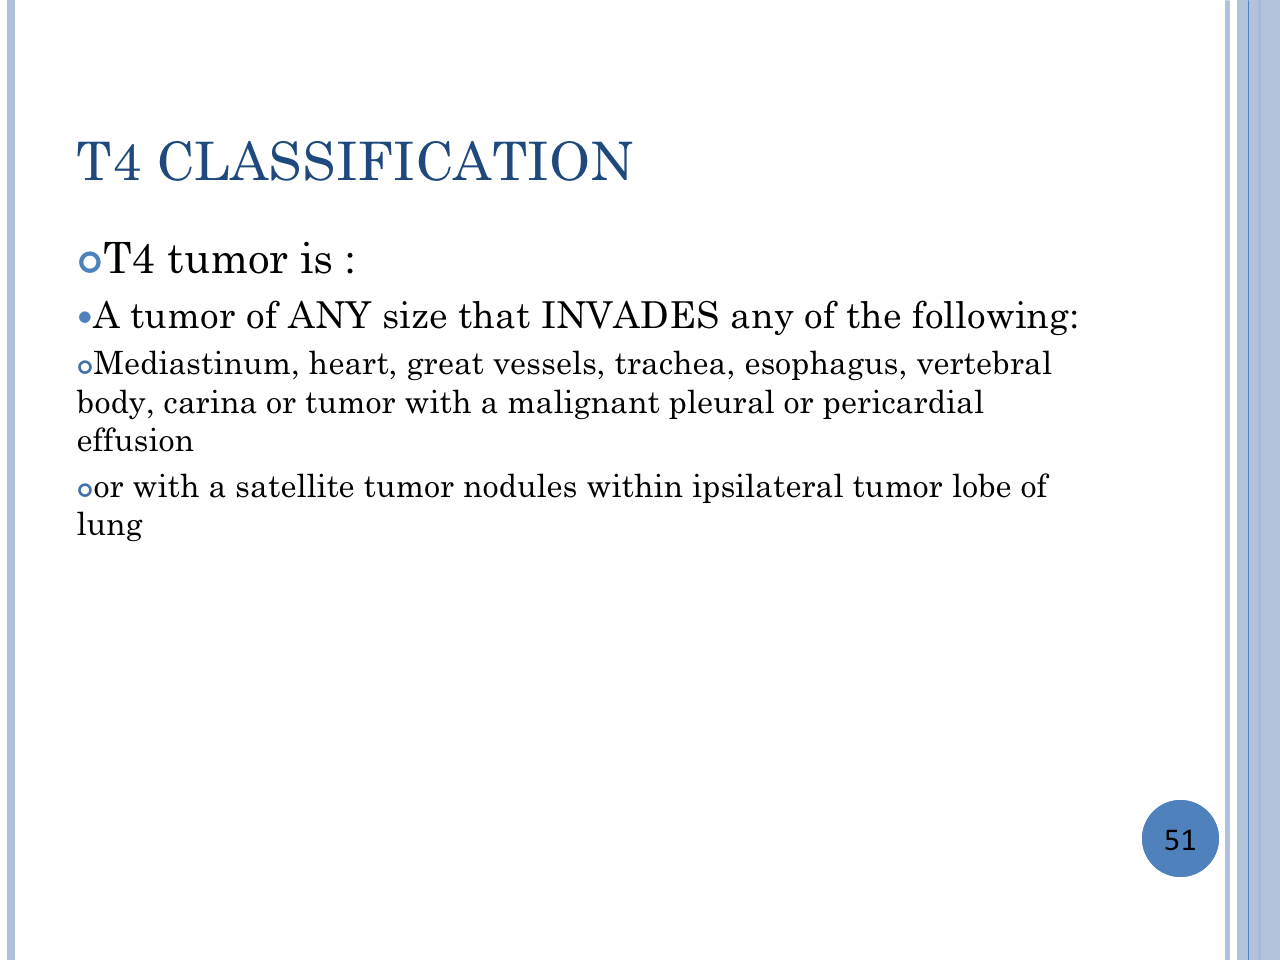 T4 CLASSIFICATION
T4 tumor is :
A tumor of ANY size that INVADES any of the following:
Mediastinum, heart, great vessels, trachea, esophagus, vertebral
body, carina or tumor with a malignant pleural or pericardial
effusion
or with a satellite tumor nodules within ipsilateral tumor lobe of
lung
51